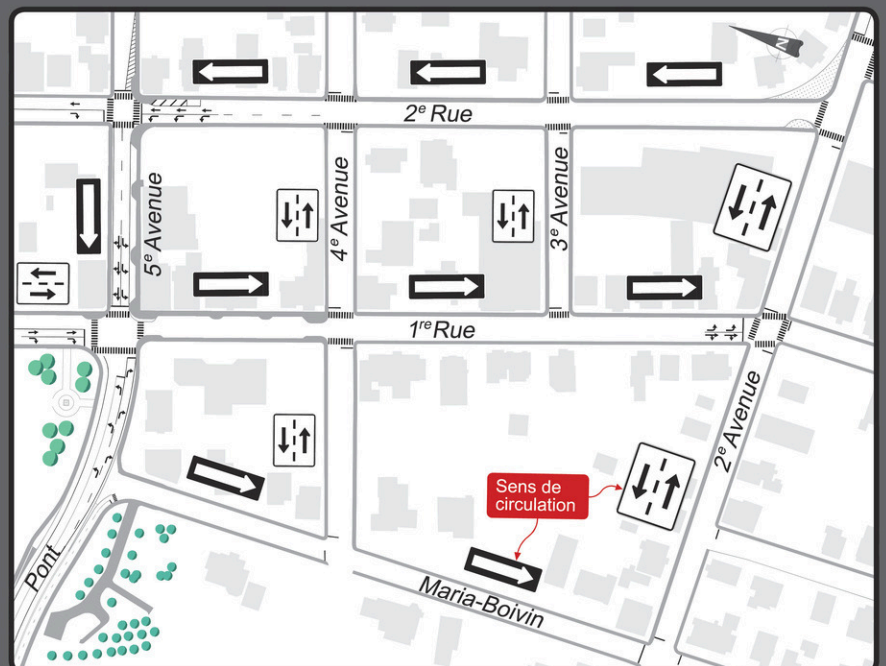 N
2e Rue
5e Avenue
4e Avenue
3e Avenue
1re Rue
2e Avenue
Sens de
circulation
Pont
Maria-Boivin